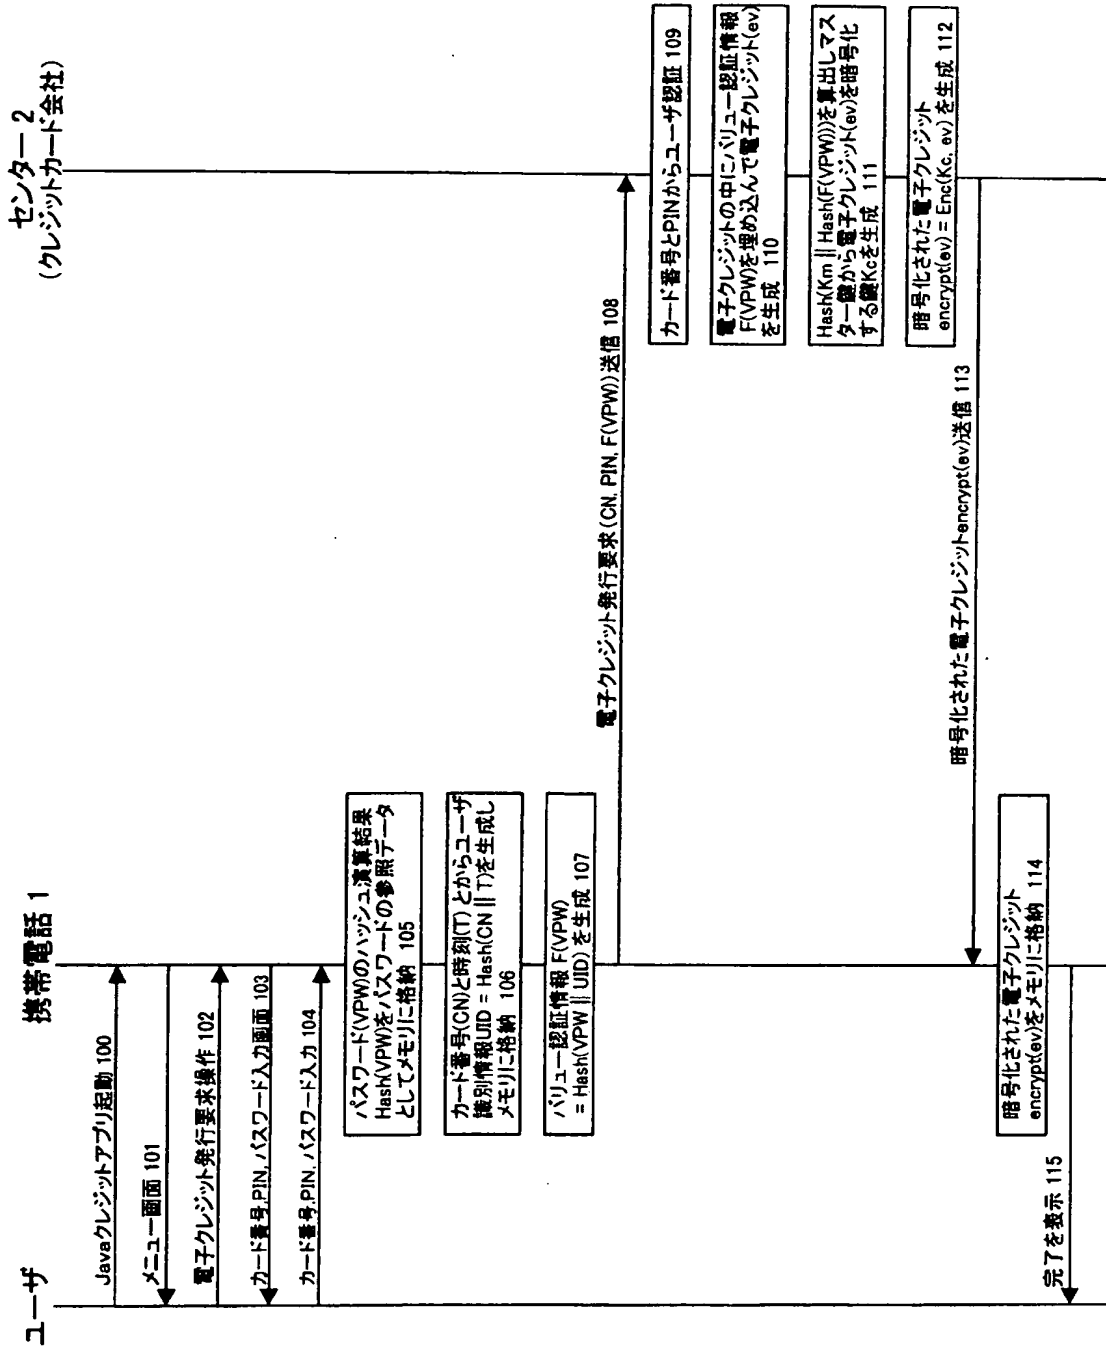 ユーザ
携帯電話 1
センター 2
(クレジットカード会社)
Javaクレジットアプリ起動 100
メニュー画面 101
電子クレジット発行要求操作 102
カード番号,PIN, パスワード入力画面 103
カード番号,PIN, パスワード入力 104
パスワード(VPW)のハッシュ演算結果
Hash(VPW)をパスワードの参照データ
としてメモリに格納 105
カード番号(CN)と時刻(T) とからユーザ
識別情報UID = Hash(CN || T)を生成し
メモリに格納 106
バリュー認証情報 F(VPW)
= Hash(VPW || UID) を生成 107
電子クレジット発行要求(CN, PIN, F(VPW))送信 108
カード番号とPINからユーザ認証 109
電子クレジットの中にバリュー認証情報
F(VPW)を埋め込んで電子クレジット(ev)
を生成 110
Hash(Km || Hash(F(VPW)))を算出しマス
ター鍵から電子クレジット(ev)を暗号化
する鍵Kcを生成 111
暗号化された電子クレジット
encrypt(ev) = Enc(Kc, ev) を生成 112
暗号化された電子クレジットencrypt(ev)送信 113
暗号化された電子クレジット
encrypt(ev)をメモリに格納 114
完了を表示 115